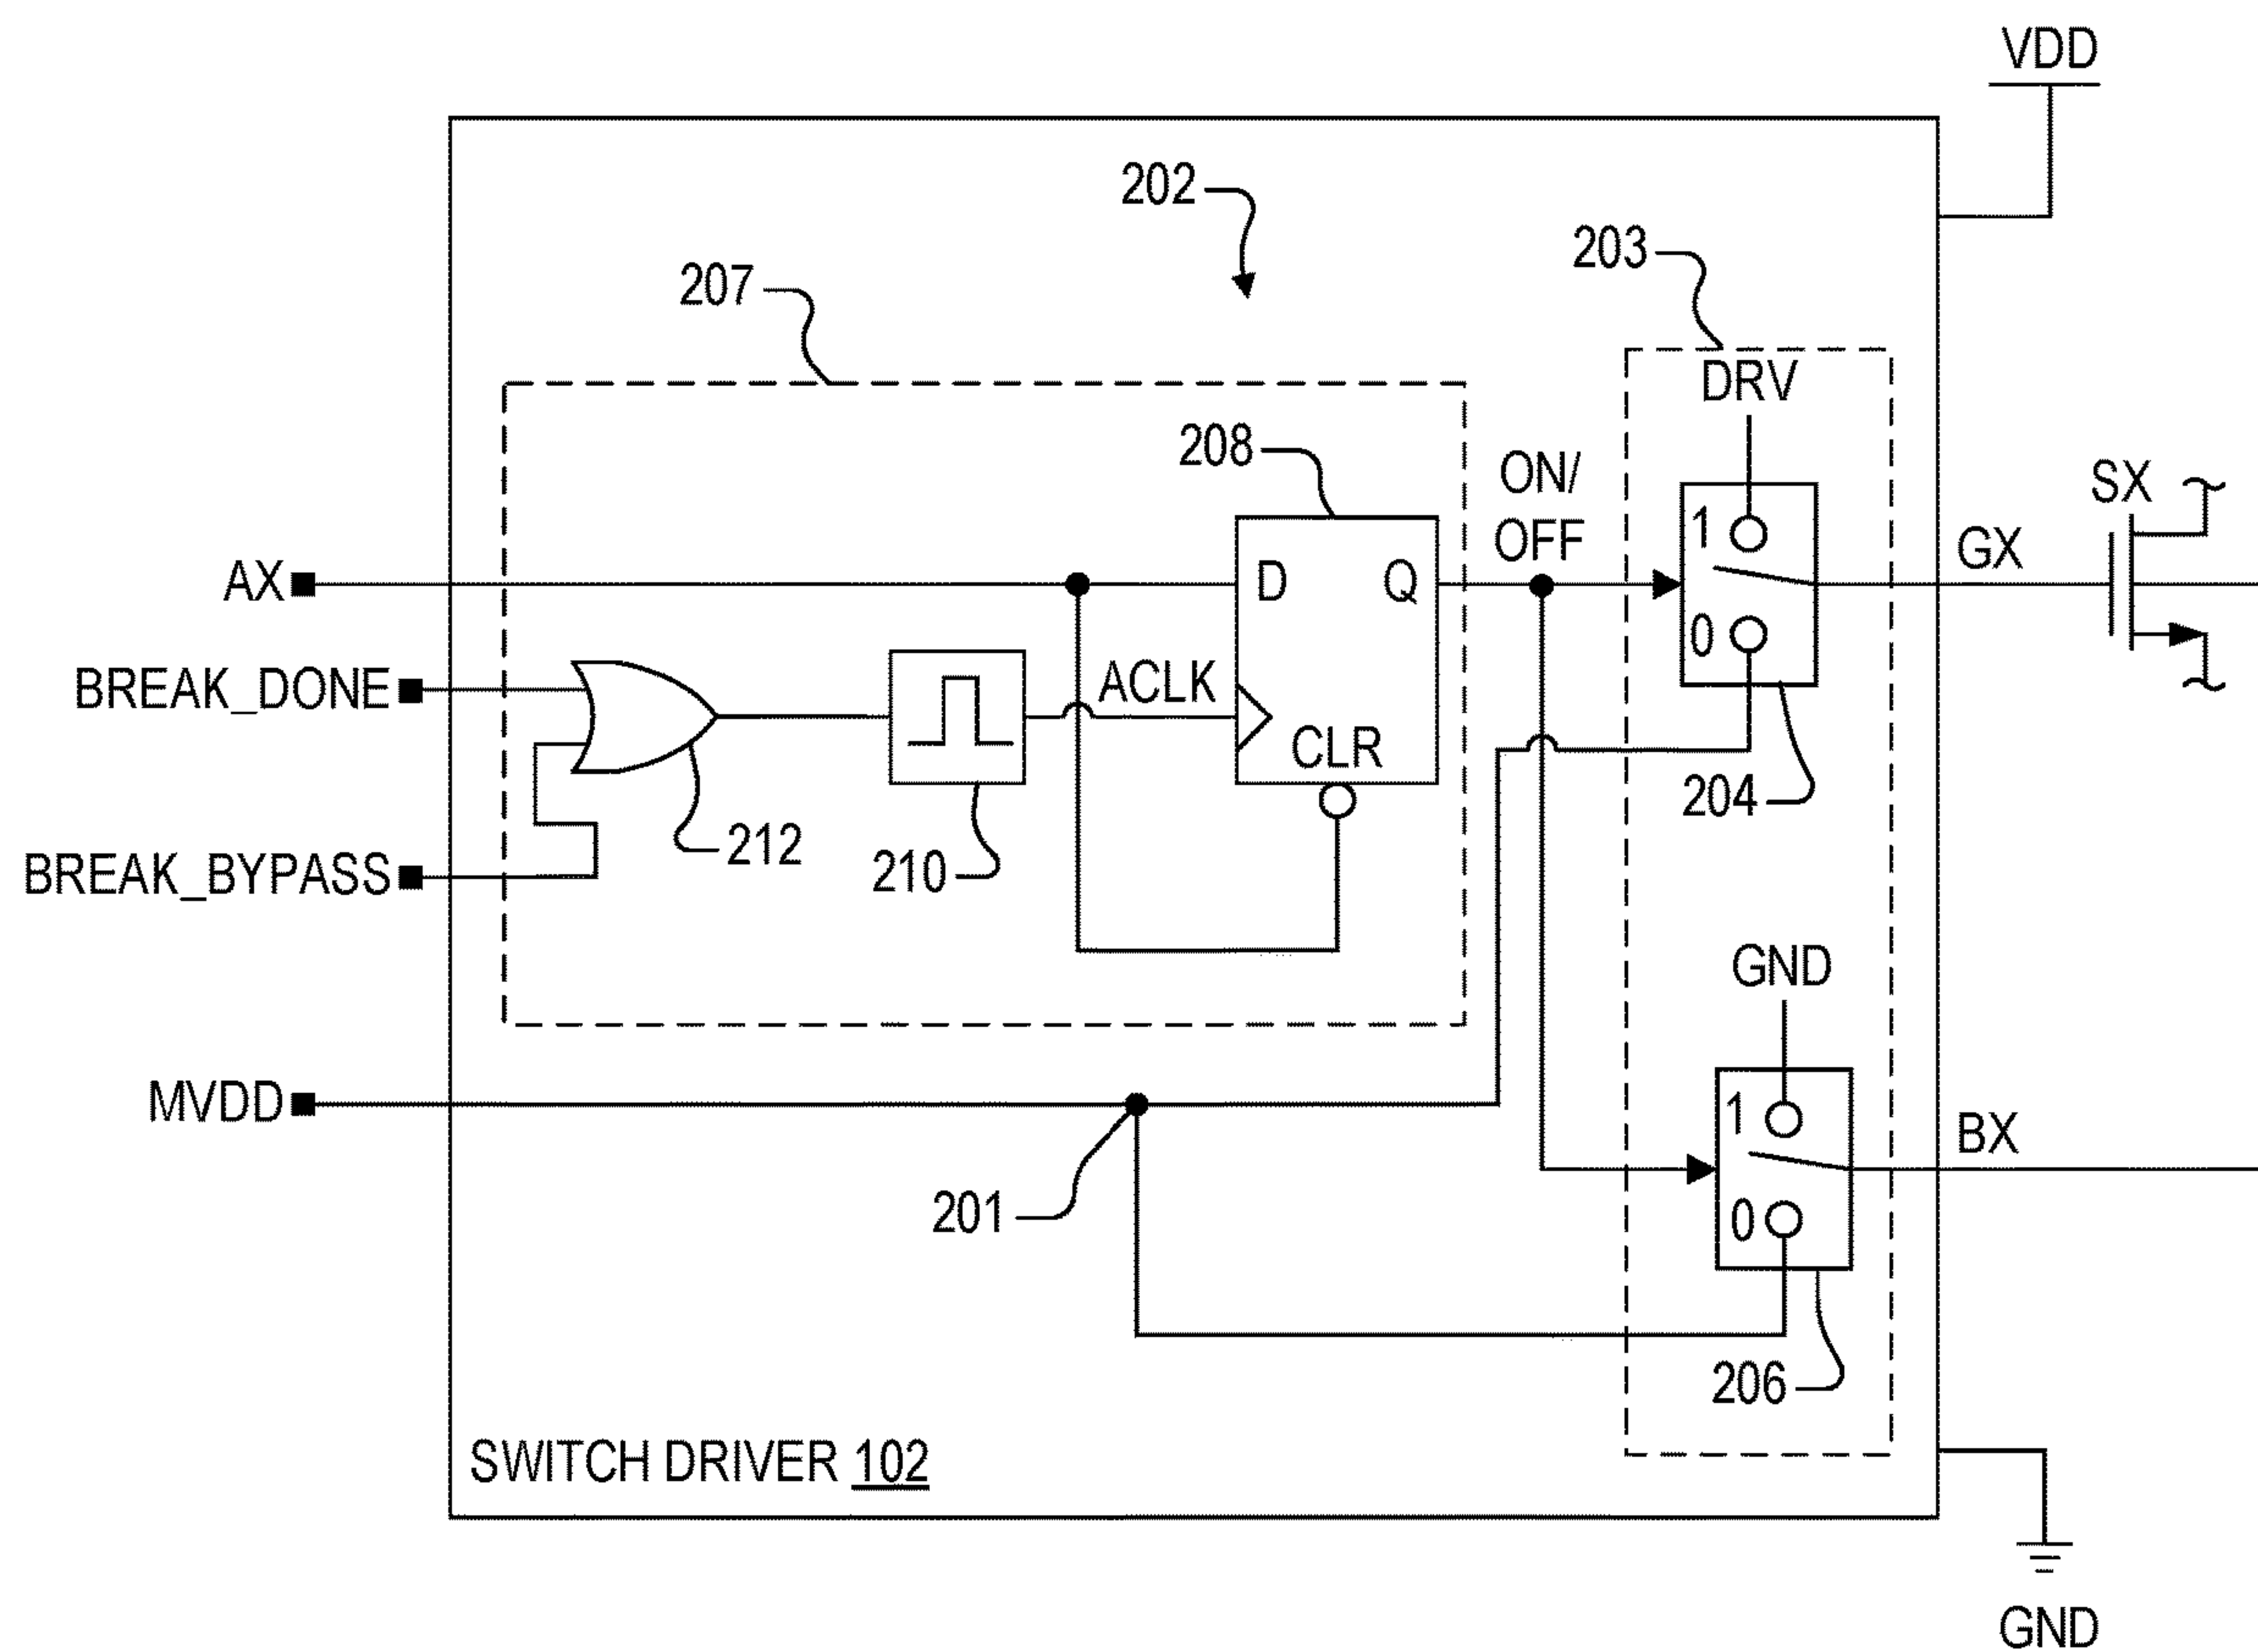 VDD
202
203
207
DRV
208
ON/
OFF
SX
1
GX
AX
D
Q
0
BREAK_DONE
ACLK
CLR
204
212
210
BREAK_BYPASS
GND
MVDD
1
BX
201
0
206
SWITCH DRIVER 102
GND